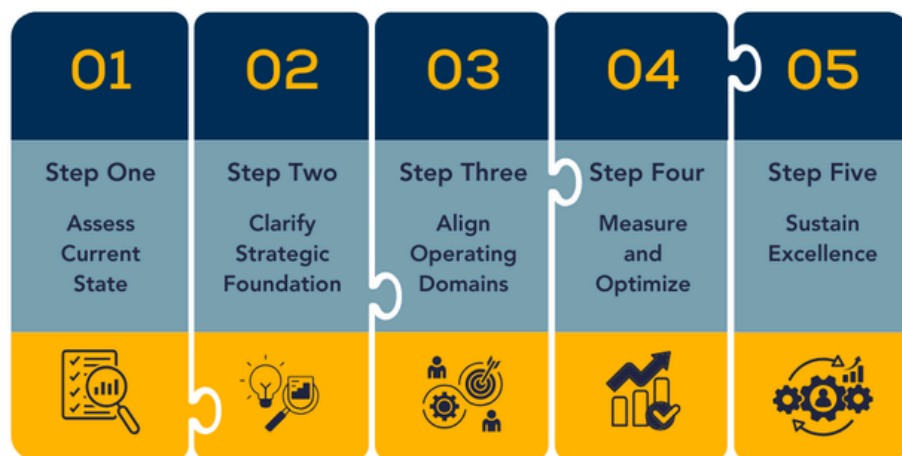 01
Step One
Assess
Current
State
02
Step Two
Clarify
Strategic
Foundation
03
Step Three
Align
Operating
Domains
04
Step Four
Measure
and
Optimize
05
Step Five
Sustain
Excellence